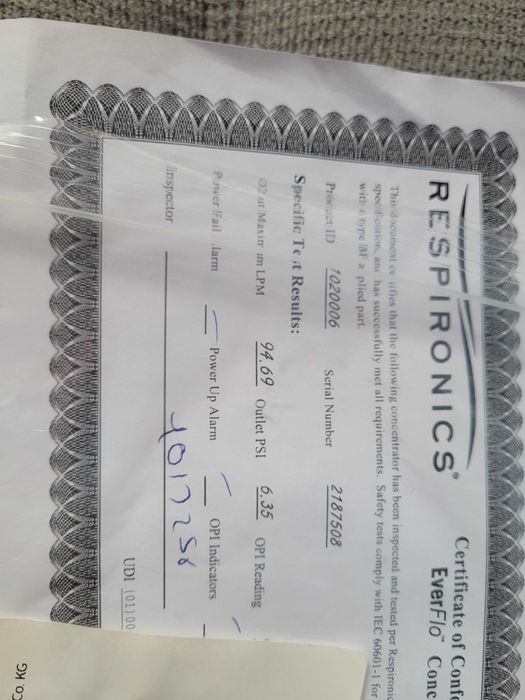 RESPIRONICS®
Certificate of Conf
EverFlo™ Conc
This document certifies that the following concentrator has been inspected and tested per Respironic
specification, and has successfully met all requirements. Safety tests comply with IEC 60601-1 for
with a type BF applied part.
Product ID 1020006 Serial Number 2187508
Specific Test Results:
O2 at Maximum LPM 94.69 Outlet PSI 6.35 OPI Reading
Power Fail Alarm Power Up Alarm OPI Indicators
Inspector 40177256
UDI (01)00
Co. KG